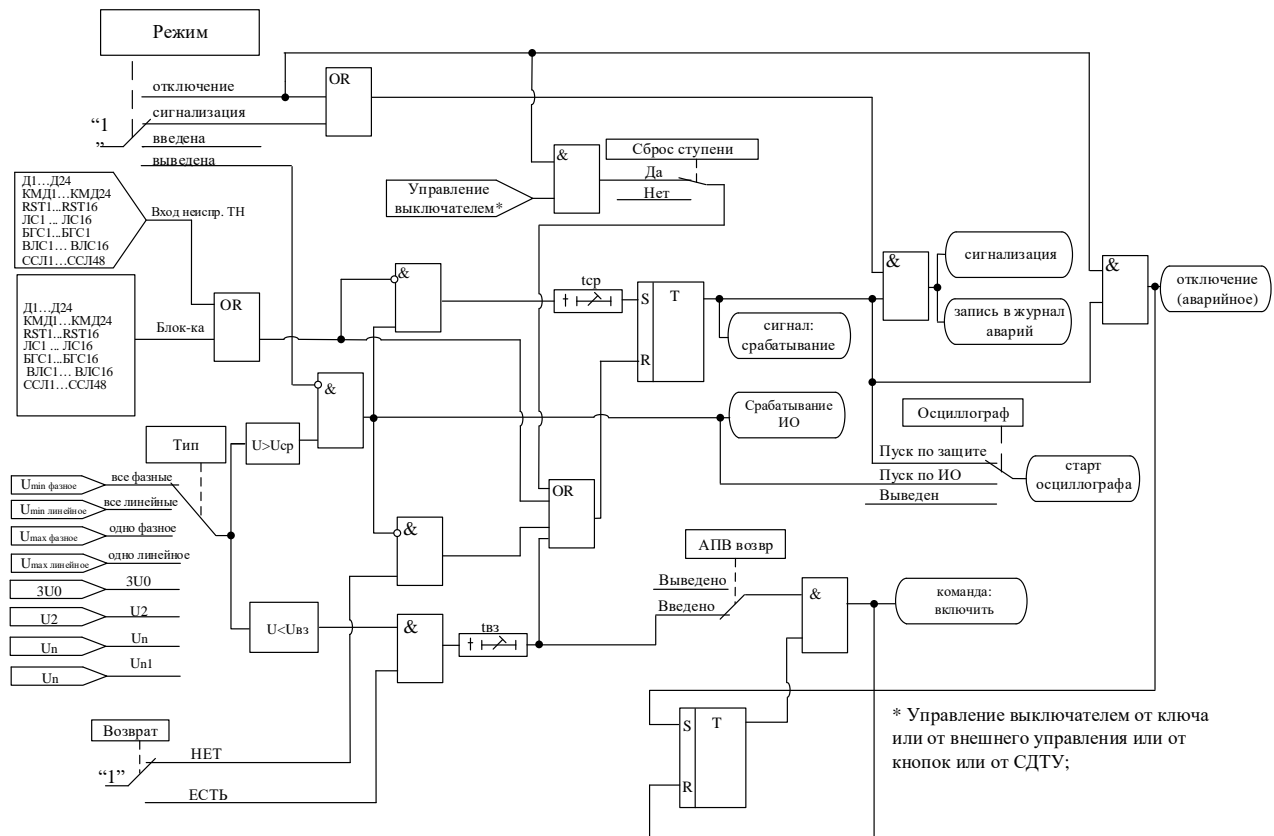 Режим
отключение
OR
сигнализация
“1
”
введена
выведена
Д1…Д24
КМД1…КМД24
RST1...RST16
ЛС1 ... ЛС16
БГС1...БГС1
ВЛС1… ВЛС16
ССЛ1…ССЛ48
Вход неиспр. ТН
Д1…Д24
КМД1…КМД24
RST1...RST16
ЛС1 ... ЛС16
БГС1...БГС16
ВЛС1… ВЛС16
ССЛ1…ССЛ48
Блок-ка
OR
&
Управление
выключателем*
&
Сброс ступени
Да
Нет
&
tср
S
T
R
сигнал:
срабатывание
&
сигнализация
запись в журнал
аварий
&
отключение
(аварийное)
Срабатывание
ИО
Осциллограф
Пуск по защите
Пуск по ИО
Выведен
старт
осциллографа
Тип
U>Uср
Umin фазное
все фазные
Umin линейное
все линейные
Umax фазное
одно фазное
Umax линейное
одно линейное
3U0
3U0
U2
U2
Un
Un
Un
Un1
&
OR
U<Uвз
&
tвз
АПВ возвр
Выведено
Введено
&
команда:
включить
S
T
R
Возврат
“1”
НЕТ
ЕСТЬ
* Управление выключателем от ключа
или от внешнего управления или от
кнопок или от СДТУ;